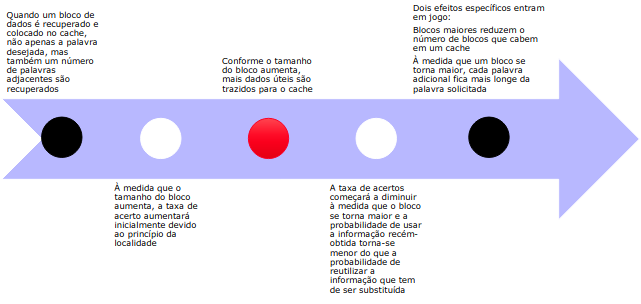 Quando um bloco de
dados é recuperado e
colocado no cache,
não apenas a palavra
desejada, mas
também um número
de palavras
adjacentes são
recuperados
À medida que o
tamanho do bloco
aumenta, a taxa de
acerto aumentará
inicialmente devido
ao princípio da
localidade
Conforme o tamanho
do bloco aumenta,
mais dados úteis são
trazidos para o cache
A taxa de acertos
começará a diminuir
à medida que o bloco
se torna maior e a
probabilidade de usar
a informação recém-
obtida torna-se
menor do que a
probabilidade de
reutilizar a
informação que tem
de ser substituída
Dois efeitos específicos entram
em jogo:
Blocos maiores reduzem o
número de blocos que cabem
em um cache
À medida que um bloco se
torna maior, cada palavra
adicional fica mais longe da
palavra solicitada